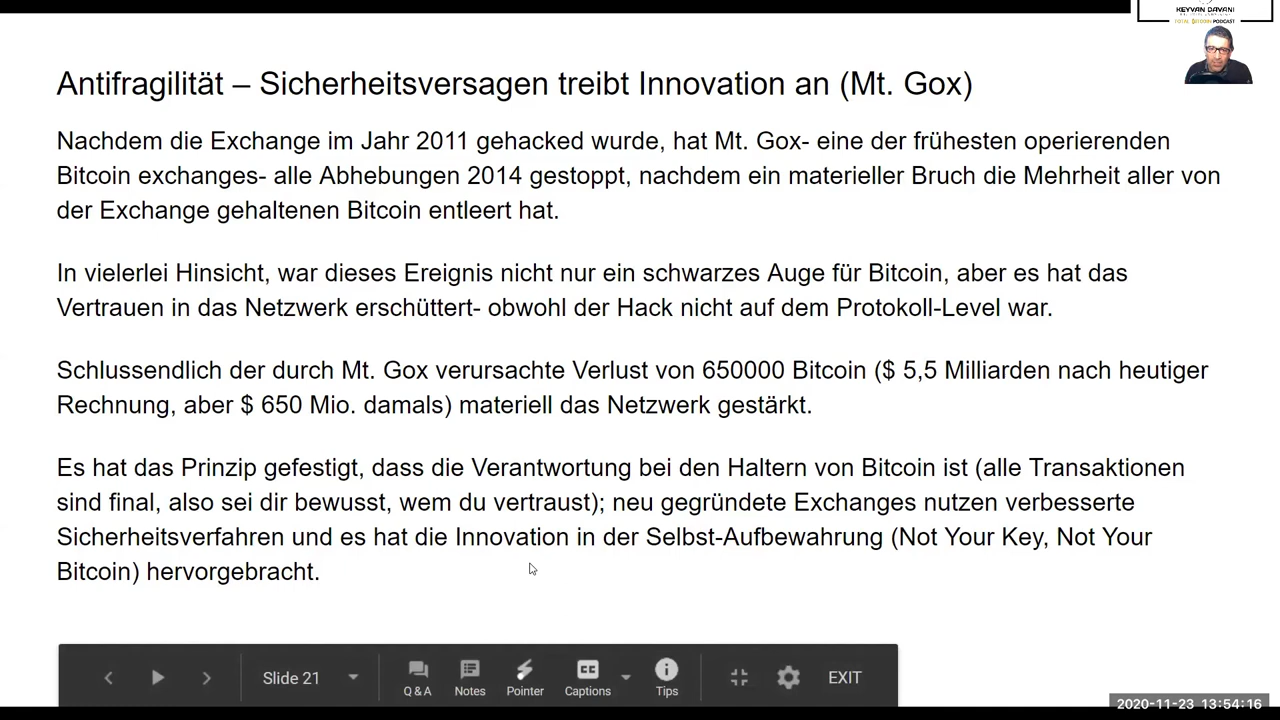 KEYVAN DAVANI
TOTAL BITCOIN PODCAST
Antifragilität – Sicherheitsversagen treibt Innovation an (Mt. Gox)
Nachdem die Exchange im Jahr 2011 gehacked wurde, hat Mt. Gox- eine der frühesten operierenden
Bitcoin exchanges- alle Abhebungen 2014 gestoppt, nachdem ein materieller Bruch die Mehrheit aller von
der Exchange gehaltenen Bitcoin entleert hat.
In vielerlei Hinsicht, war dieses Ereignis nicht nur ein schwarzes Auge für Bitcoin, aber es hat das
Vertrauen in das Netzwerk erschüttert- obwohl der Hack nicht auf dem Protokoll-Level war.
Schlussendlich der durch Mt. Gox verursachte Verlust von 650000 Bitcoin ($ 5,5 Milliarden nach heutiger
Rechnung, aber $ 650 Mio. damals) materiell das Netzwerk gestärkt.
Es hat das Prinzip gefestigt, dass die Verantwortung bei den Haltern von Bitcoin ist (alle Transaktionen
sind final, also sei dir bewusst, wem du vertraust); neu gegründete Exchanges nutzen verbesserte
Sicherheitsverfahren und es hat die Innovation in der Selbst-Aufbewahrung (Not Your Key, Not Your
Bitcoin) hervorgebracht.
Slide 21
Q & A
Notes
Pointer
CC
Captions
Tips
EXIT
2020-11-23 13:54:16